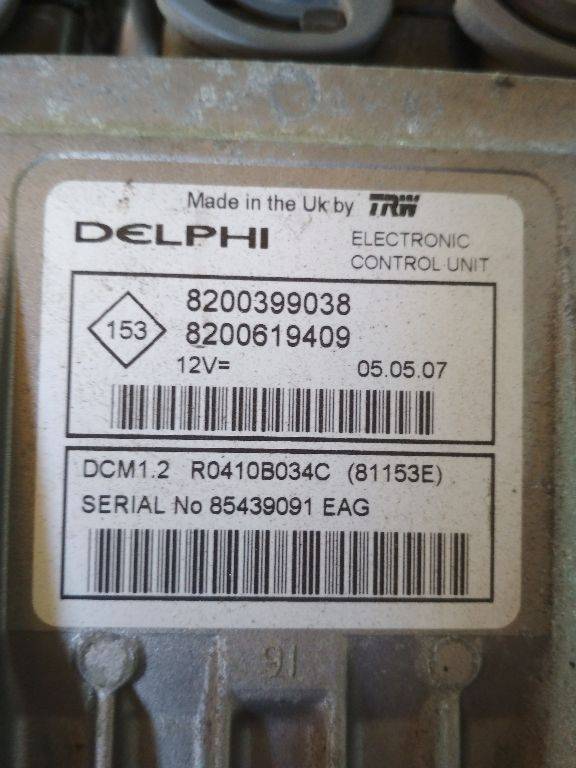 Made in the Uk by TRW
DELPHI
ELECTRONIC
CONTROL UNIT
153
8200399038
8200619409
12V=
05.05.07
DCM1.2 R0410B034C (81153E)
SERIAL No 85439091 EAG
91